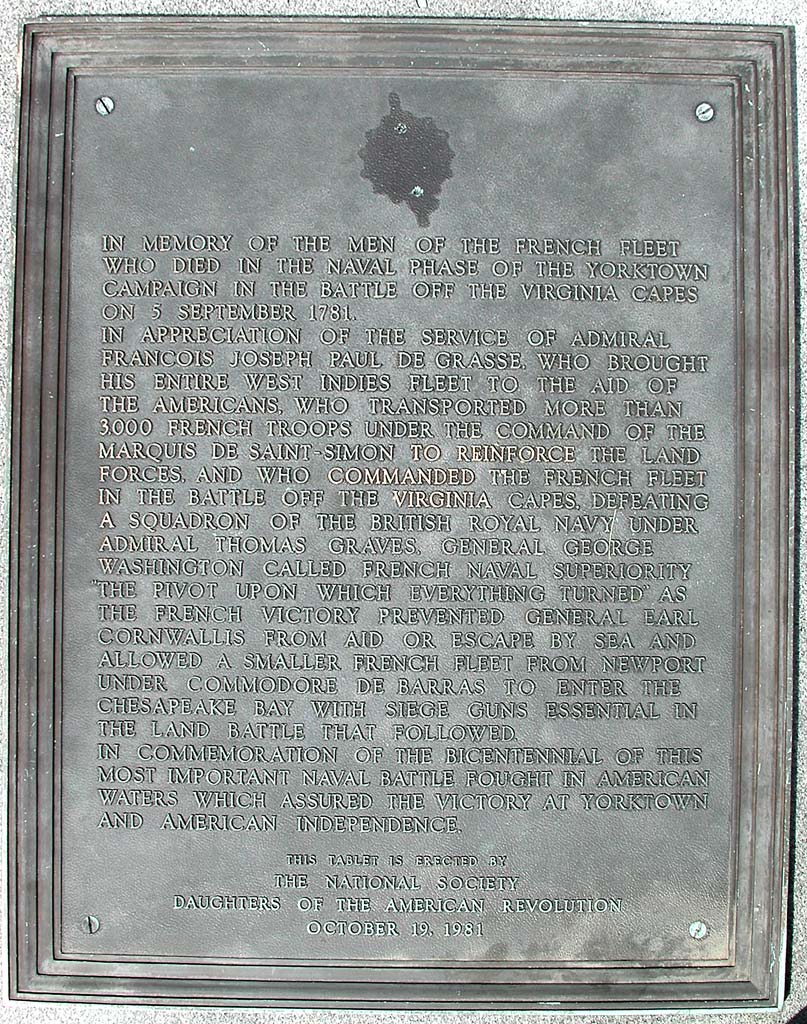 IN MEMORY OF THE MEN OF THE FRENCH FLEET
WHO DIED IN THE NAVAL PHASE OF THE YORKTOWN
CAMPAIGN IN THE BATTLE OFF THE VIRGINIA CAPES
ON 5 SEPTEMBER 1781.
IN APPRECIATION OF THE SERVICE OF ADMIRAL
FRANCOIS JOSEPH PAUL DE GRASSE, WHO BROUGHT
HIS ENTIRE WEST INDIES FLEET TO THE AID OF
THE AMERICANS, WHO TRANSPORTED MORE THAN
3000 FRENCH TROOPS UNDER THE COMMAND OF THE
MARQUIS DE SAINT-SIMON TO REINFORCE THE LAND
FORCES, AND WHO COMMANDED THE FRENCH FLEET
IN THE BATTLE OFF THE VIRGINIA CAPES, DEFEATING
A SQUADRON OF THE BRITISH ROYAL NAVY UNDER
ADMIRAL THOMAS GRAVES. GENERAL GEORGE
WASHINGTON CALLED FRENCH NAVAL SUPERIORITY
"THE PIVOT UPON WHICH EVERYTHING TURNED" AS
THE FRENCH VICTORY PREVENTED GENERAL EARL
CORNWALLIS FROM AID OR ESCAPE BY SEA AND
ALLOWED A SMALLER FRENCH FLEET FROM NEWPORT
UNDER COMMODORE DE BARRAS TO ENTER THE
CHESAPEAKE BAY WITH SIEGE GUNS ESSENTIAL IN
THE LAND BATTLE THAT FOLLOWED.
IN COMMEMORATION OF THE BICENTENNIAL OF THIS
MOST IMPORTANT NAVAL BATTLE FOUGHT IN AMERICAN
WATERS WHICH ASSURED THE VICTORY AT YORKTOWN
AND AMERICAN INDEPENDENCE.
THIS TABLET IS ERECTED BY
THE NATIONAL SOCIETY
DAUGHTERS OF THE AMERICAN REVOLUTION
OCTOBER 19, 1981